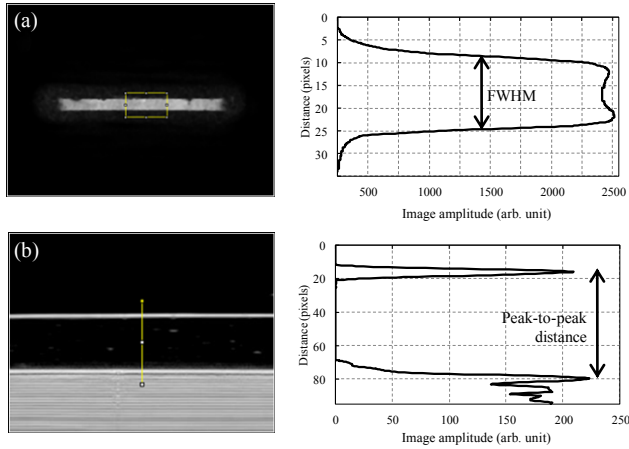 (a)
0
5
10
15
20
25
30
Distance (pixels)
FWHM
500
1000
1500
2000
2500
Image amplitude (arb. unit)
(b)
0
20
40
60
80
Distance (pixels)
Peak-to-peak
distance
0
50
100
150
200
250
Image amplitude (arb. unit)